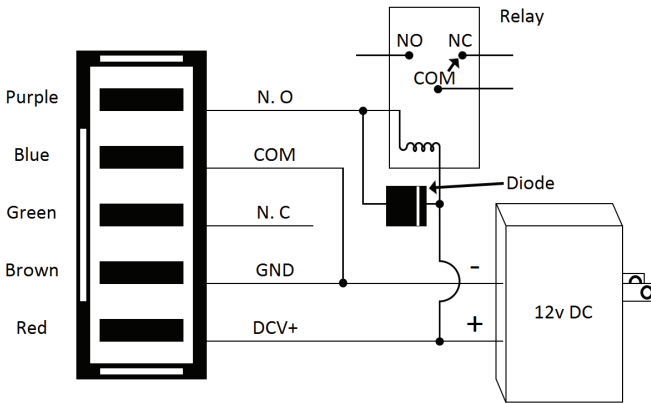 Relay
NO
NC
COM
Purple
N. O
Blue
COM
Diode
Green
N. C
Brown
GND
-
12v DC
Red
DCV+
+